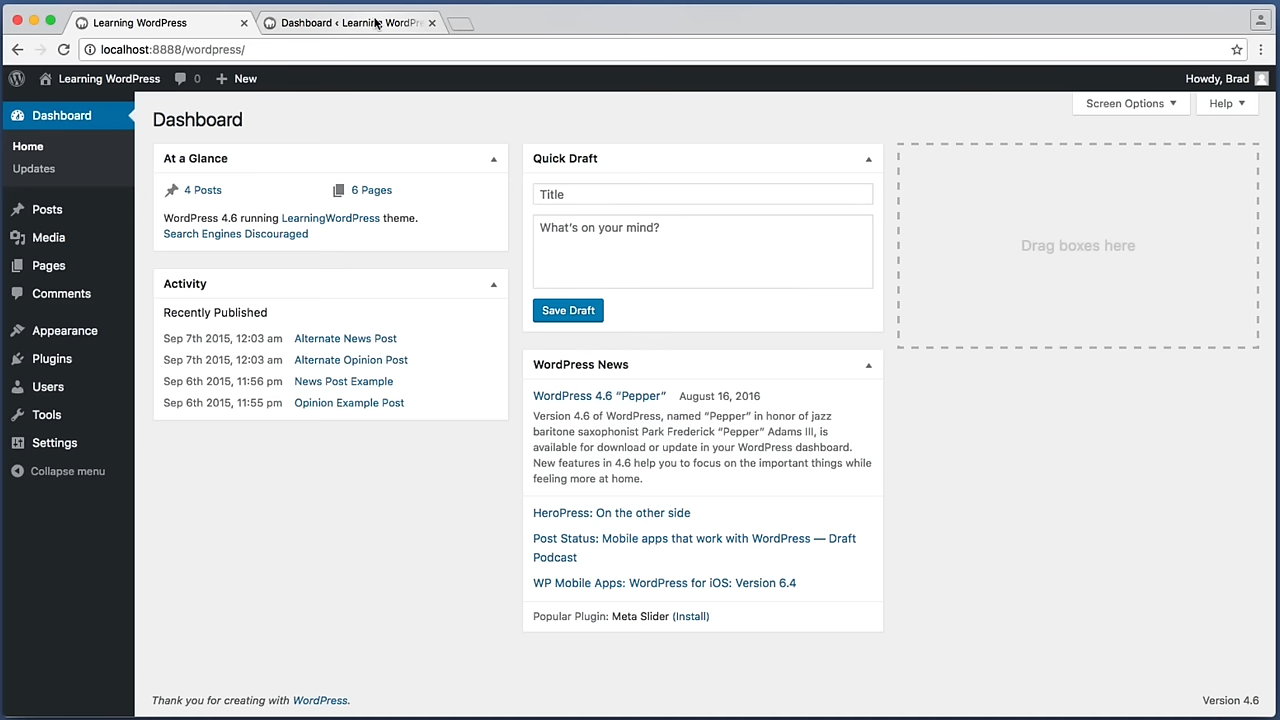 Learning WordPress
Dashboard ‹ Learning WordPre
localhost:8888/wordpress/
Learning WordPress
0
New
Howdy, Brad
Dashboard
Home
Updates
Posts
Media
Pages
Comments
Appearance
Plugins
Users
Tools
Settings
Collapse menu
Screen Options
Help
Dashboard
At a Glance
4 Posts
6 Pages
WordPress 4.6 running LearningWordPress theme.
Search Engines Discouraged
Activity
Recently Published
Sep 7th 2015, 12:03 am Alternate News Post
Sep 7th 2015, 12:03 am Alternate Opinion Post
Sep 6th 2015, 11:56 pm News Post Example
Sep 6th 2015, 11:55 pm Opinion Example Post
Quick Draft
Title
What's on your mind?
Save Draft
WordPress News
WordPress 4.6 “Pepper” August 16, 2016
Version 4.6 of WordPress, named “Pepper” in honor of jazz
baritone saxophonist Park Frederick “Pepper” Adams III, is
available for download or update in your WordPress dashboard.
New features in 4.6 help you to focus on the important things while
feeling more at home.
HeroPress: On the other side
Post Status: Mobile apps that work with WordPress — Draft
Podcast
WP Mobile Apps: WordPress for iOS: Version 6.4
Popular Plugin: Meta Slider (Install)
Drag boxes here
Thank you for creating with WordPress.
Version 4.6